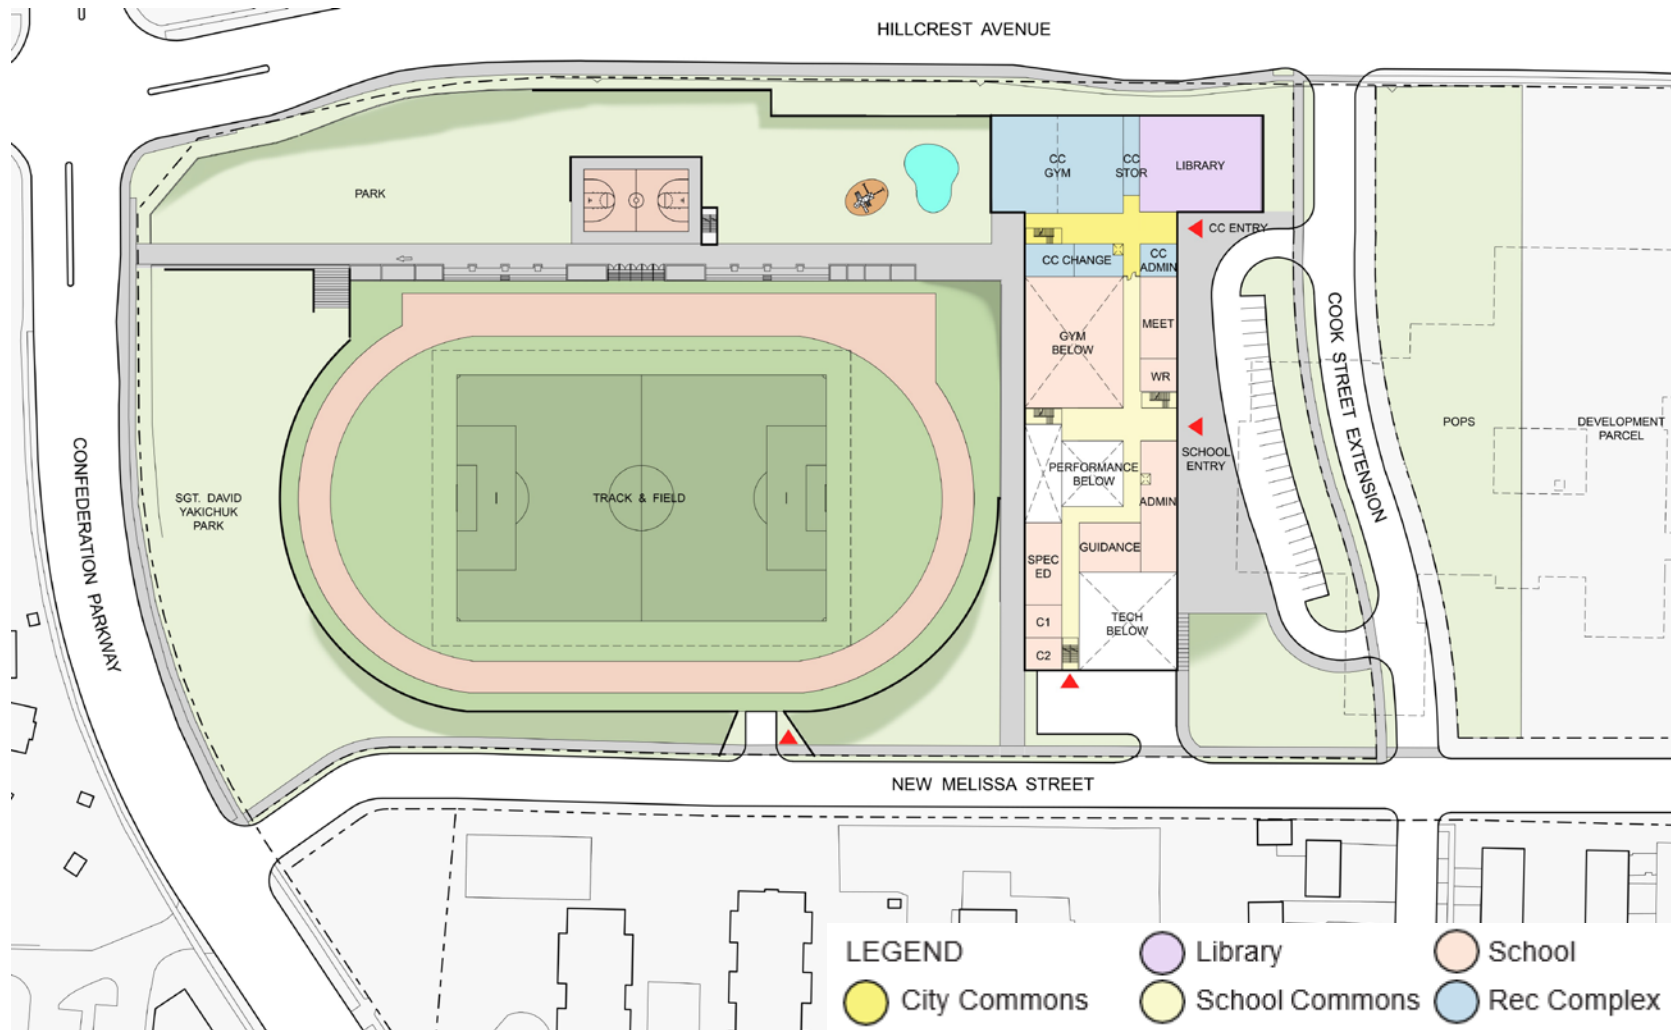 HILLCREST AVENUE
PARK
CC
GYM
CC
STOR
LIBRARY
CC ENTRY
CC CHANGE
CC
ADMIN
MEET
GYM
BELOW
WR
COOK STREET EXTENSION
POPS
DEVELOPMENT
PARCEL
SCHOOL
ENTRY
PERFORMANCE
BELOW
ADMIN
CONFEDERATION PARKWAY
SGT. DAVID
YAKICHUK
PARK
TRACK & FIELD
GUIDANCE
SPEC
ED
C1
TECH
BELOW
C2
NEW MELISSA STREET
LEGEND
Library
School
City Commons
School Commons
Rec Complex